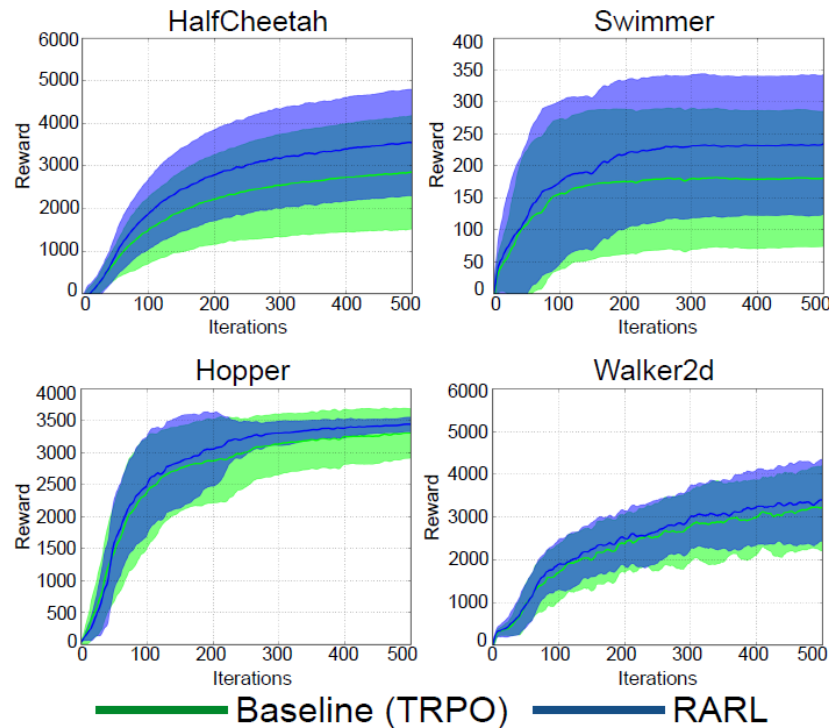 HalfCheetah
6000
5000
4000
3000
2000
1000
0
Reward
0 100 200 300 400 500
Iterations
Swimmer
400
350
300
250
200
150
100
50
0
Reward
0 100 200 300 400 500
Iterations
Hopper
4000
3500
3000
2500
2000
1500
1000
500
0
Reward
0 100 200 300 400 500
Iterations
Walker2d
6000
5000
4000
3000
2000
1000
0
Reward
0 100 200 300 400 500
Iterations
Baseline (TRPO) RARL